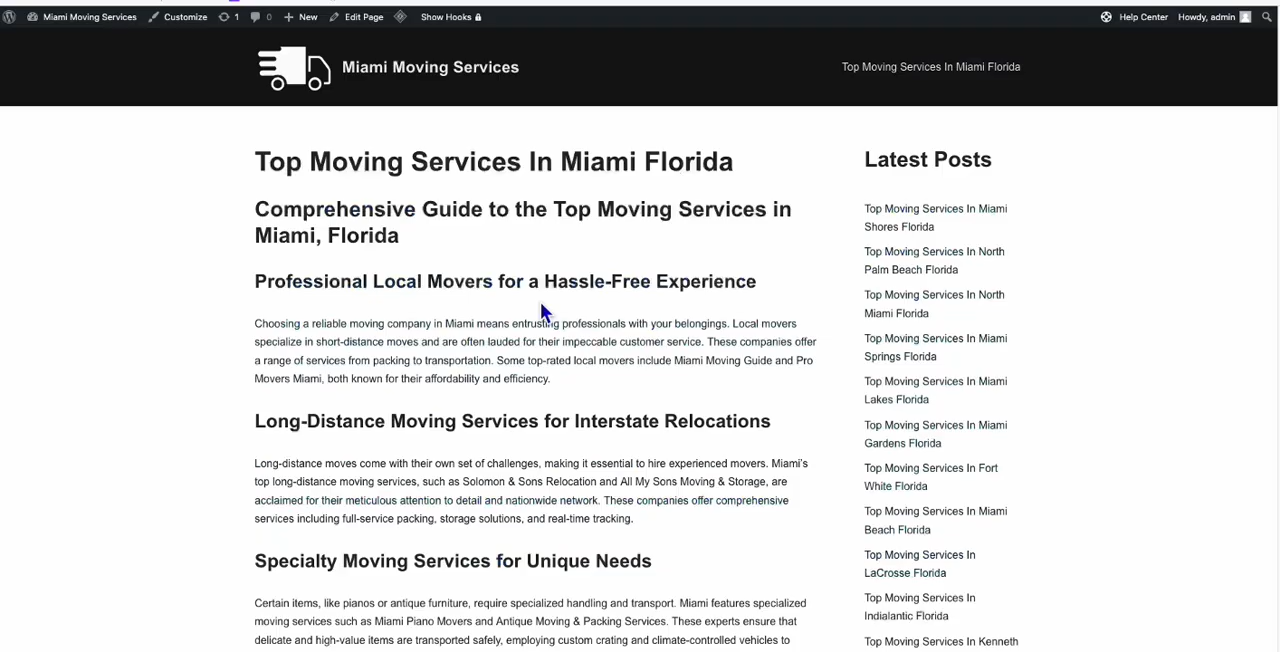 Miami Moving Services Customize 1 0 New Edit Page Show Hooks Help Center Howdy, admin
Miami Moving Services
Top Moving Services In Miami Florida
Top Moving Services In Miami Florida
Comprehensive Guide to the Top Moving Services in
Miami, Florida
Professional Local Movers for a Hassle-Free Experience
Choosing a reliable moving company in Miami means entrusting professionals with your belongings. Local movers
specialize in short-distance moves and are often lauded for their impeccable customer service. These companies offer
a range of services from packing to transportation. Some top-rated local movers include Miami Moving Guide and Pro
Movers Miami, both known for their affordability and efficiency.
Long-Distance Moving Services for Interstate Relocations
Long-distance moves come with their own set of challenges, making it essential to hire experienced movers. Miami's
top long-distance moving services, such as Solomon & Sons Relocation and All My Sons Moving & Storage, are
acclaimed for their meticulous attention to detail and nationwide network. These companies offer comprehensive
services including full-service packing, storage solutions, and real-time tracking.
Specialty Moving Services for Unique Needs
Certain items, like pianos or antique furniture, require specialized handling and transport. Miami features specialized
moving services such as Miami Piano Movers and Antique Moving & Packing Services. These experts ensure that
delicate and high-value items are transported safely, employing custom crating and climate-controlled vehicles to
Latest Posts
Top Moving Services In Miami
Shores Florida
Top Moving Services In North
Palm Beach Florida
Top Moving Services In North
Miami Florida
Top Moving Services In Miami
Springs Florida
Top Moving Services In Miami
Lakes Florida
Top Moving Services In Miami
Gardens Florida
Top Moving Services In Fort
White Florida
Top Moving Services In Miami
Beach Florida
Top Moving Services In
LaCrosse Florida
Top Moving Services In
Indialantic Florida
Top Moving Services In Kenneth